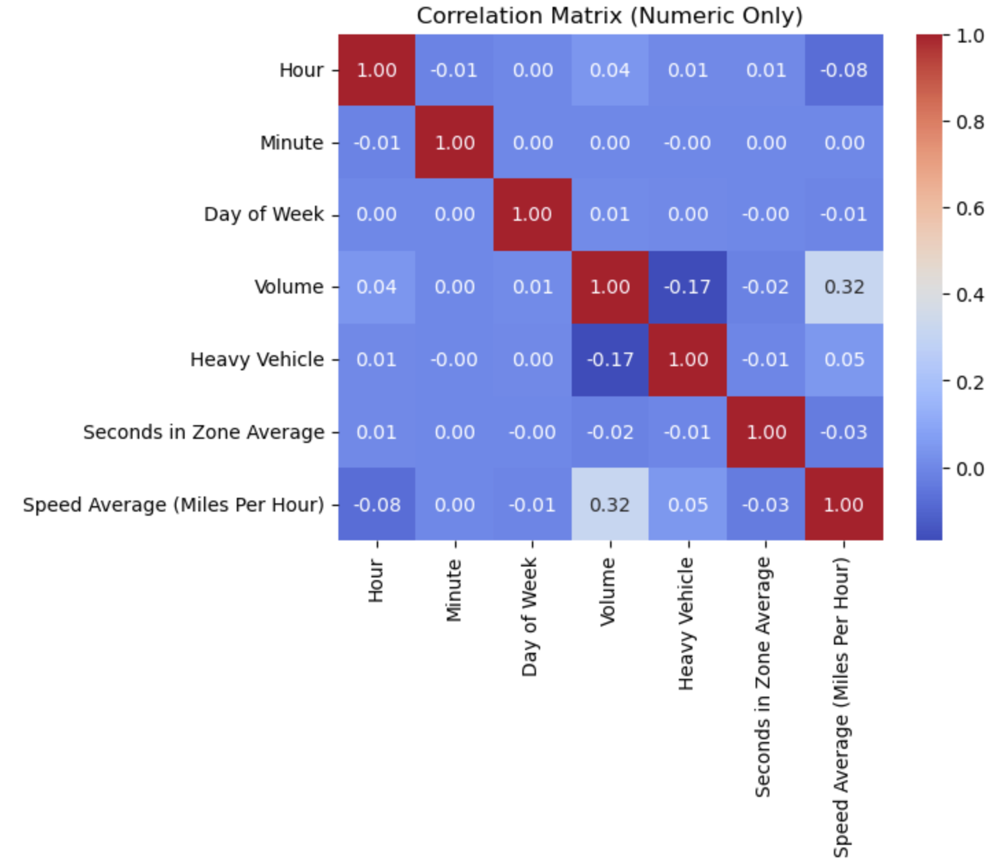 Correlation Matrix (Numeric Only)
Hour 1.00 -0.01 0.00 0.04 0.01 0.01 -0.08
Minute -0.01 1.00 0.00 0.00 -0.00 0.00 0.00
Day of Week 0.00 0.00 1.00 0.01 0.00 -0.00 -0.01
Volume 0.04 0.00 0.01 1.00 -0.17 -0.02 0.32
Heavy Vehicle 0.01 -0.00 0.00 -0.17 1.00 -0.01 0.05
Seconds in Zone Average 0.01 0.00 -0.00 -0.02 -0.01 1.00 -0.03
Speed Average (Miles Per Hour) -0.08 0.00 -0.01 0.32 0.05 -0.03 1.00
Hour
Minute
Day of Week
Volume
Heavy Vehicle
Seconds in Zone Average
Speed Average (Miles Per Hour)
1.0
0.8
0.6
0.4
0.2
0.0